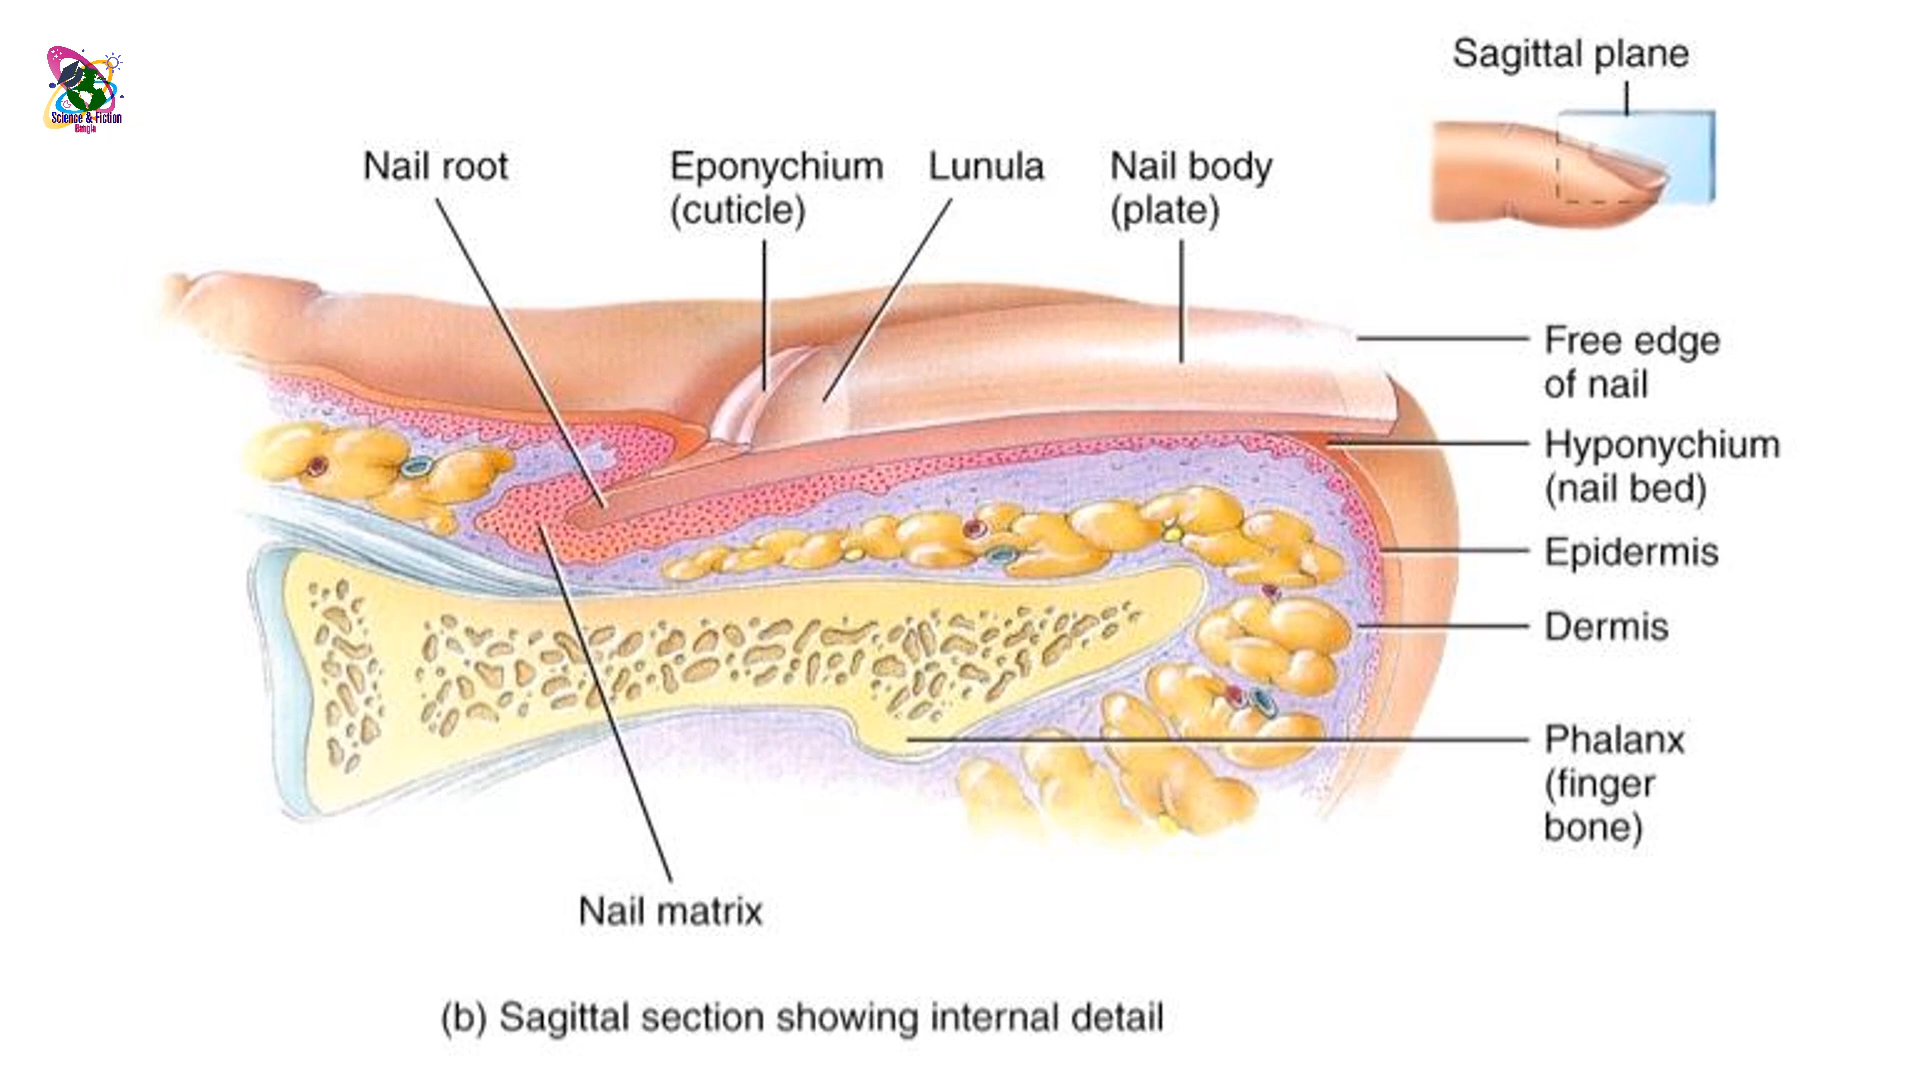 Sagittal plane
Science & Fiction
Bangla
Nail root
Eponychium
(cuticle)
Lunula
Nail body
(plate)
Free edge
of nail
Hyponychium
(nail bed)
Epidermis
Dermis
Phalanx
(finger
bone)
Nail matrix
(b) Sagittal section showing internal detail